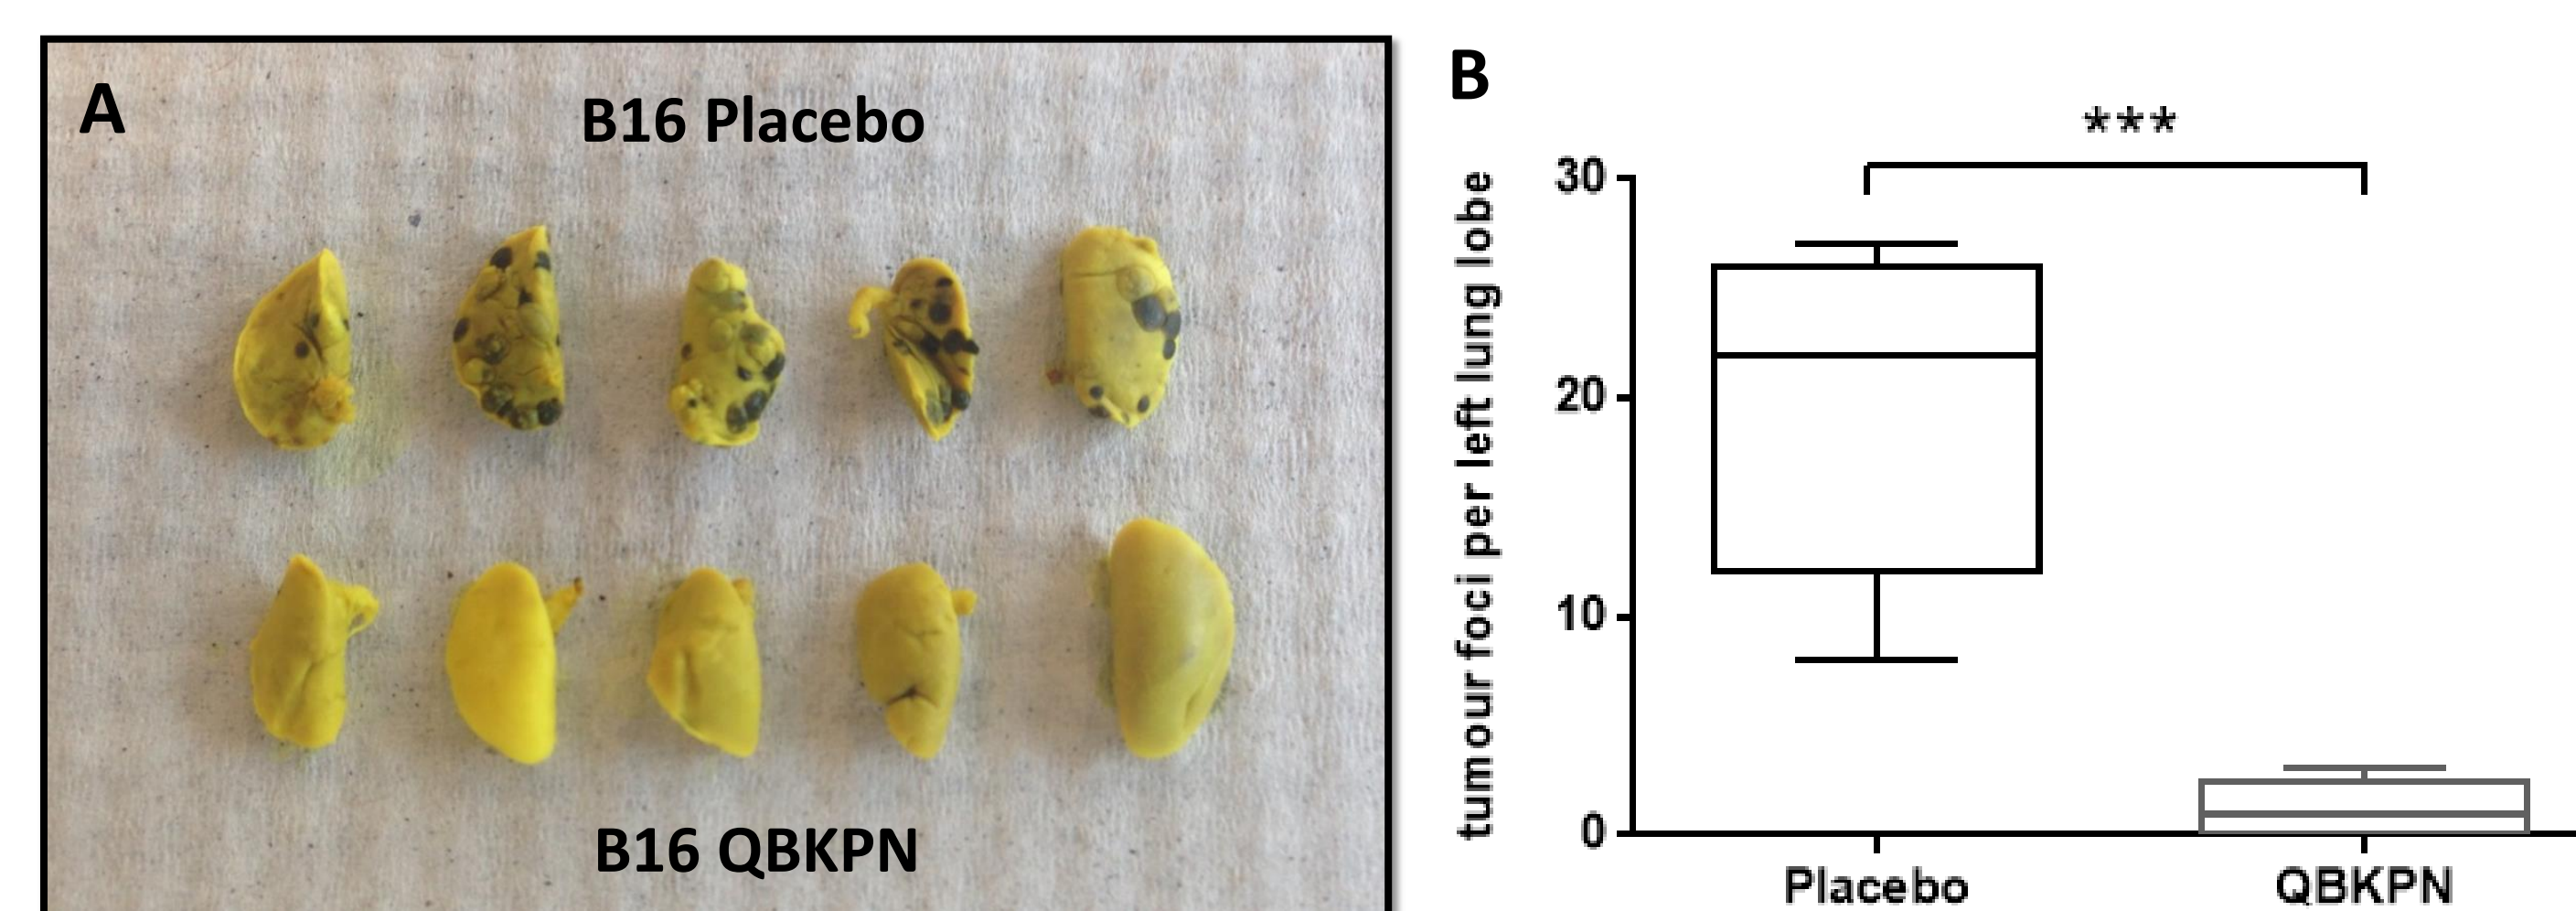 A
B16 Placebo
B16 QBKPN
B
***
tumour foci per left lung lobe
30
20
10
0
Placebo
QBKPN